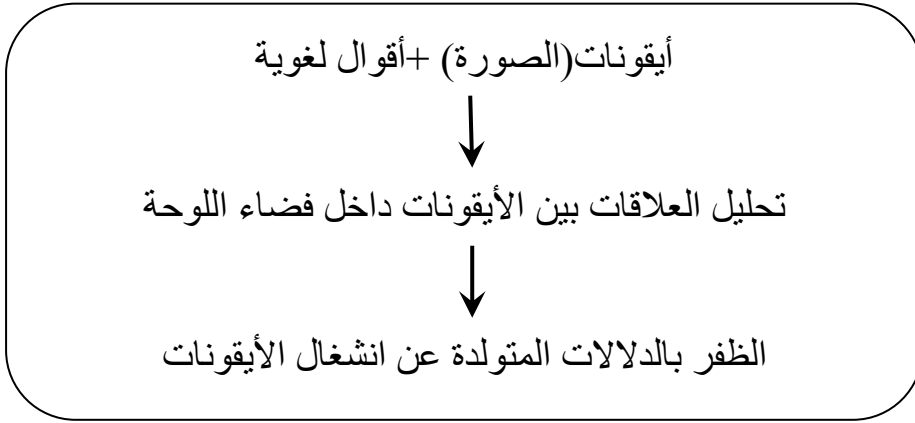 أيقونات(الصورة) +أقوال لغوية
تحليل العلاقات بين الأيقونات داخل فضاء اللوحة
الظفر بالدلالات المتولدة عن انشغال الأيقونات